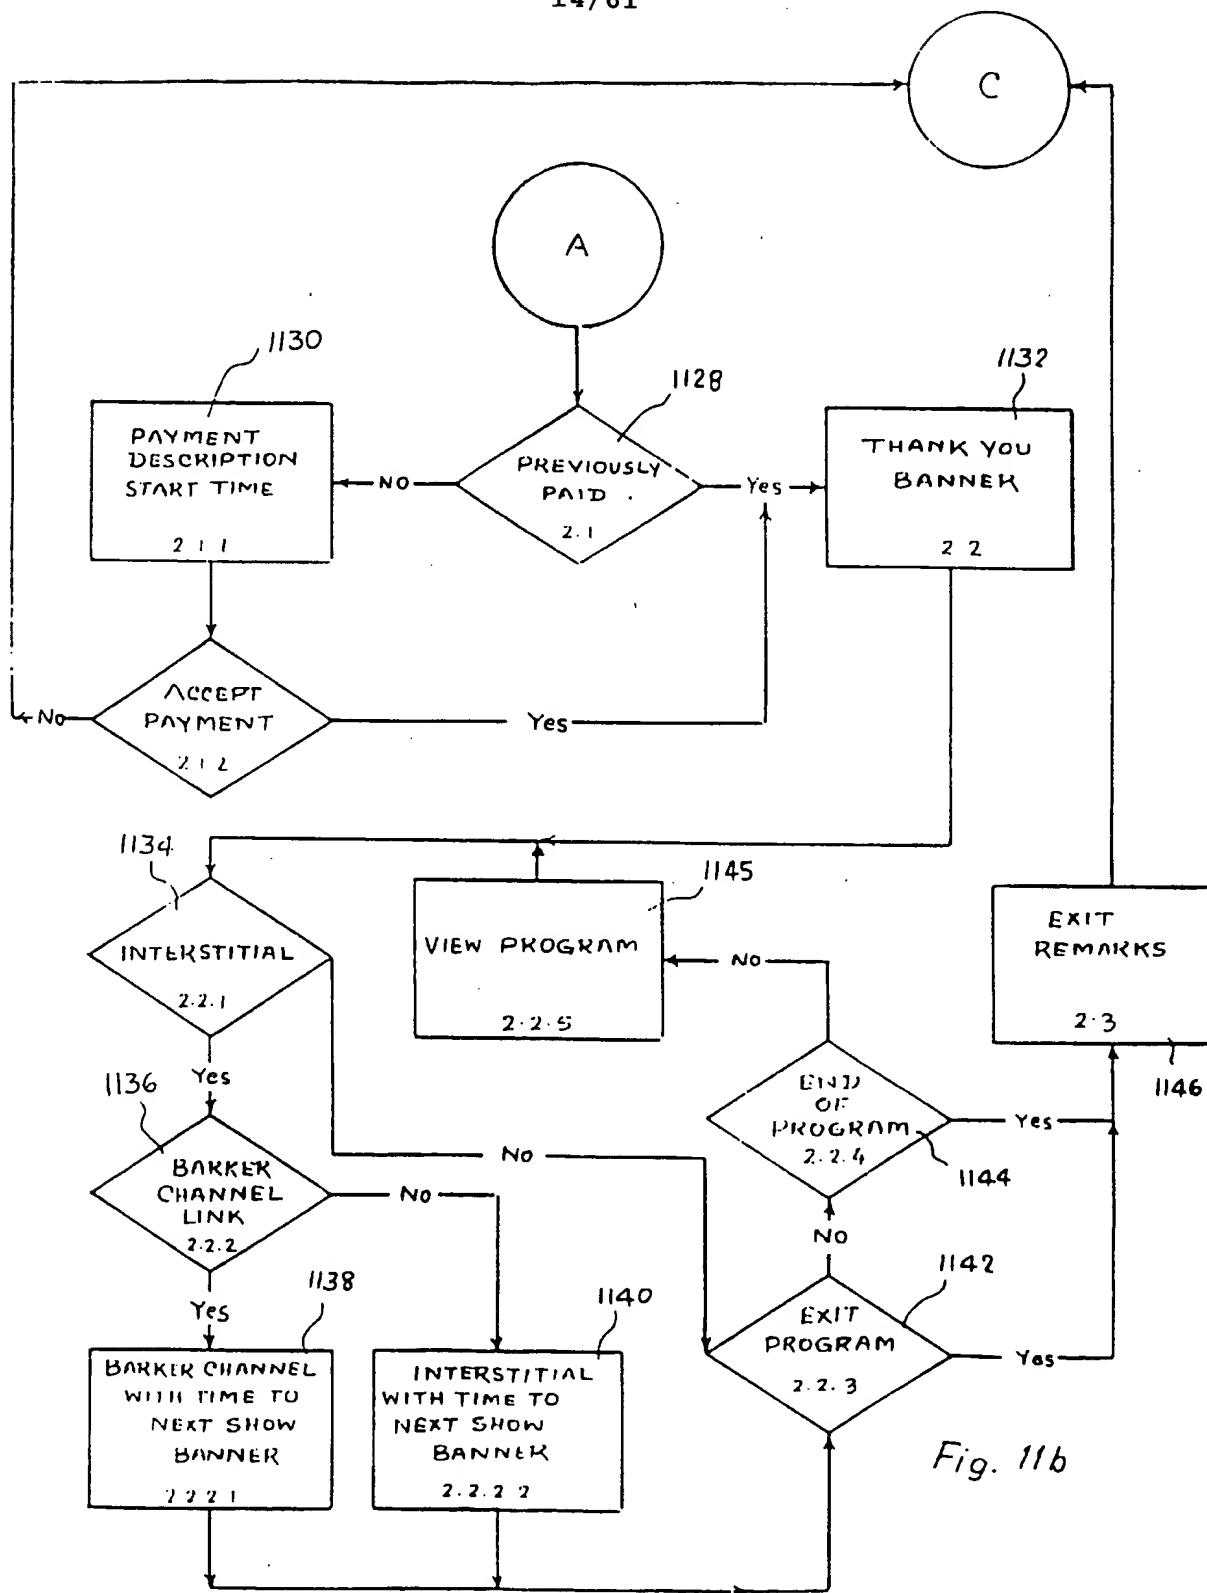 14/61
C
A
1130
1128
1132
PAYMENT
DESCRIPTION
START TIME
2 1 1
NO
PREVIOUSLY
PAID
2.1
Yes
THANK YOU
BANNER
2 2
ACCEPT
PAYMENT
2 1 2
No
Yes
1134
INTERSTITIAL
2.2.1
1145
VIEW PROGRAM
2.2.5
NO
EXIT
REMARKS
2.3
1146
Yes
1136
BARKER
CHANNEL
LINK
2.2.2
No
No
END
OF
PROGRAM
2.2.4
Yes
1144
NO
Yes
1138
BARKER CHANNEL
WITH TIME TO
NEXT SHOW
BANNER
2 2 2 1
1140
INTERSTITIAL
WITH TIME TO
NEXT SHOW
BANNER
2.2.2 2
1142
EXIT
PROGRAM
2.2.3
Yes
Fig. 11b